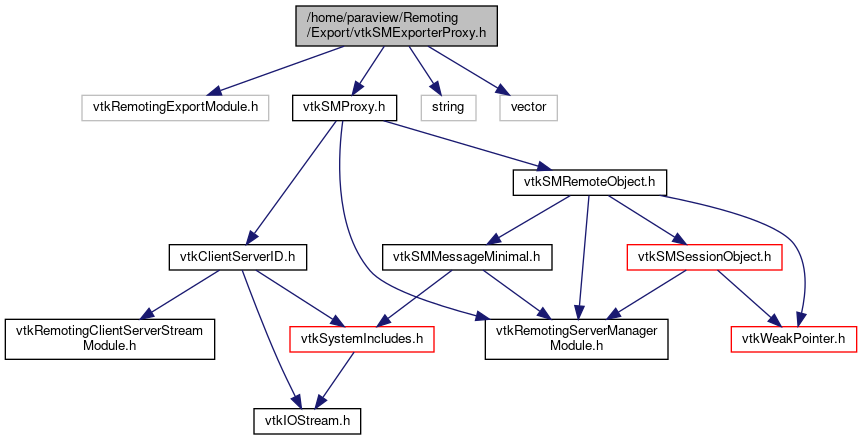 /home/paraview/Remoting
/Export/vtkSMExporterProxy.h
vtkRemotingExportModule.h
vtkSMProxy.h
string
vector
vtkSMRemoteObject.h
vtkClientServerID.h
vtkSMMessageMinimal.h
vtkSMSessionObject.h
vtkRemotingClientServerStream
Module.h
vtkSystemIncludes.h
vtkRemotingServerManager
Module.h
vtkWeakPointer.h
vtkIOStream.h